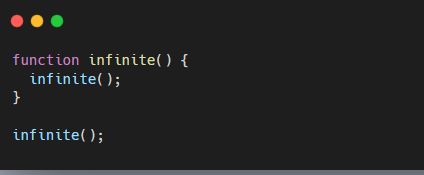 function infinite() {
  infinite();
}

infinite();